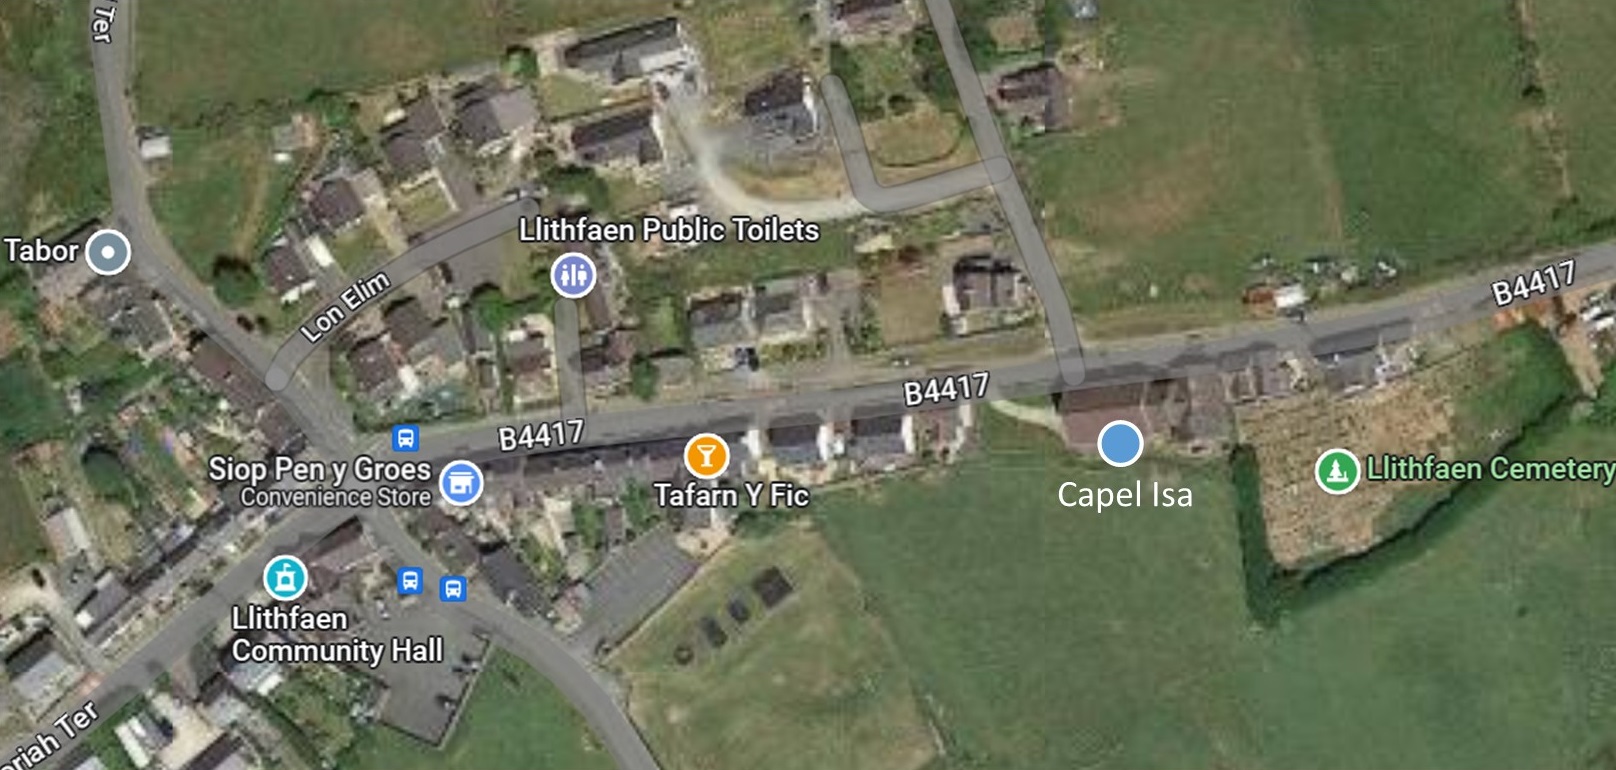 Ter
Llithfaen Public Toilets
Tabor
Lon Elim
B4417
B4417
B4417
Siop Pen y Groes
Convenience Store
Tafarn Y Fic
Capel Isa
Llithfaen Cemetery
Llithfaen
Community Hall
oriah Ter